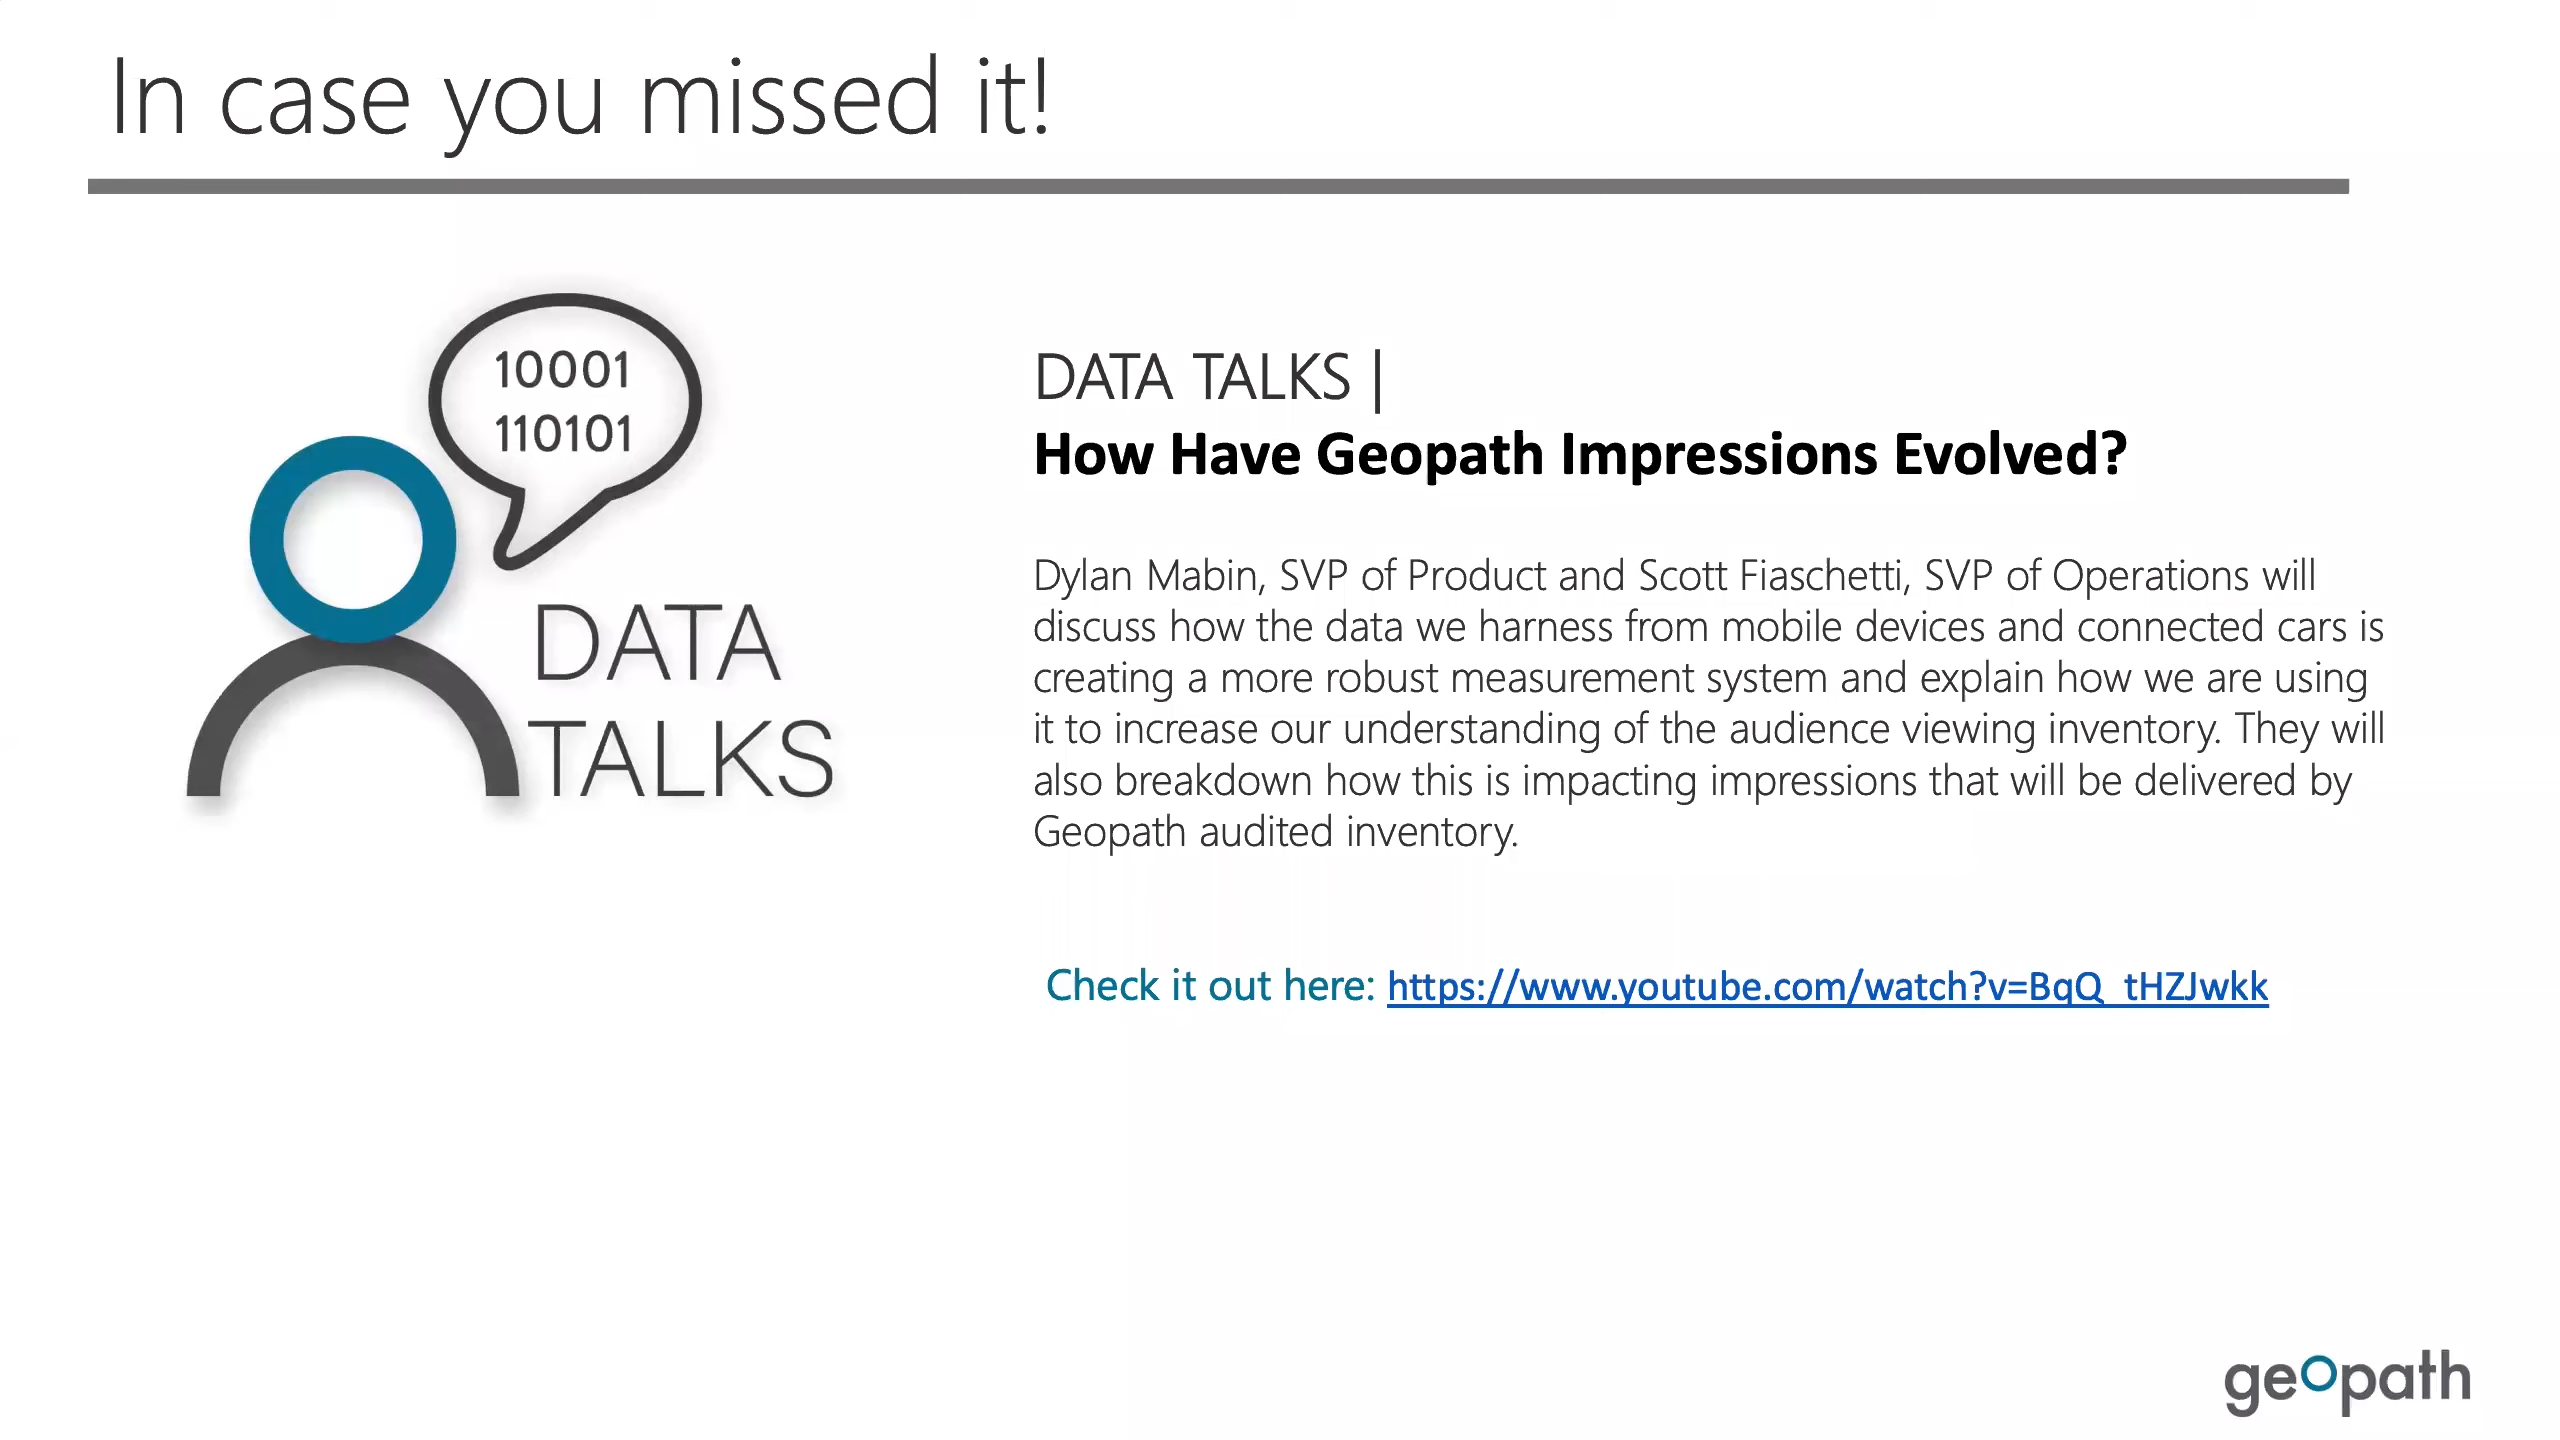 In case you missed it!
10001
110101
DATA
TALKS
DATA TALKS |
How Have Geopath Impressions Evolved?
Dylan Mabin, SVP of Product and Scott Fiaschetti, SVP of Operations will
discuss how the data we harness from mobile devices and connected cars is
creating a more robust measurement system and explain how we are using
it to increase our understanding of the audience viewing inventory. They will
also breakdown how this is impacting impressions that will be delivered by
Geopath audited inventory.
Check it out here: https://www.youtube.com/watch?v=BqQ_tHZJwkk
geopath